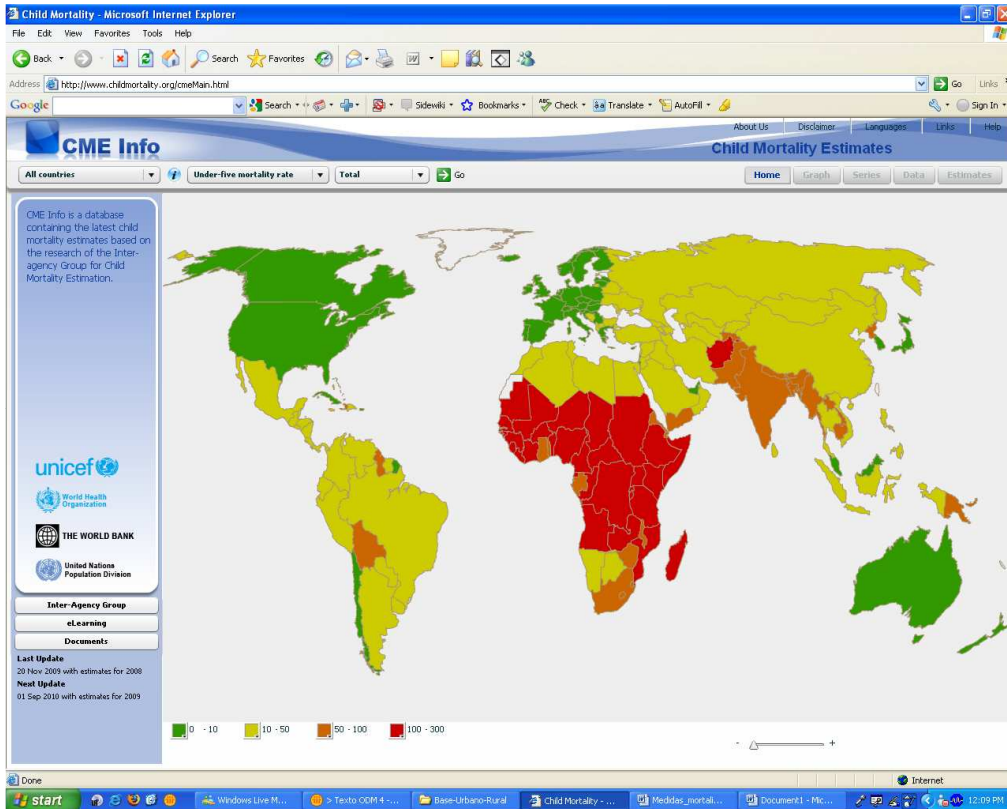 Child Mortality - Microsoft Internet Explorer
File Edit View Favorites Tools Help
Back Search Favorites
Address http://www.childmortality.org/cmeMain.html Go Links
Google Search Sidewiki Bookmarks Check Translate AutoFill Sign In
About Us Disclaimer Languages Links Help
CME Info Child Mortality Estimates
All countries Under-five mortality rate Total Go Home Graph Series Data Estimates
CME Info is a database
containing the latest child
mortality estimates based on
the research of the Inter-
agency Group for Child
Mortality Estimation.
unicef
World Health
Organization
THE WORLD BANK
United Nations
Population Division
Inter-Agency Group
eLearning
Documents
Last Update
20 Nov 2009 with estimates for 2008
Next Update
01 Sep 2010 with estimates for 2009
0 - 10 10 - 50 50 - 100 100 - 300
- +
Done Internet
start Windows Live M... > Texto ODM 4 -... Base-Urbano-Rural Child Mortality - ... Medidas_mortali... Document1 - Mic... 12:09 PM